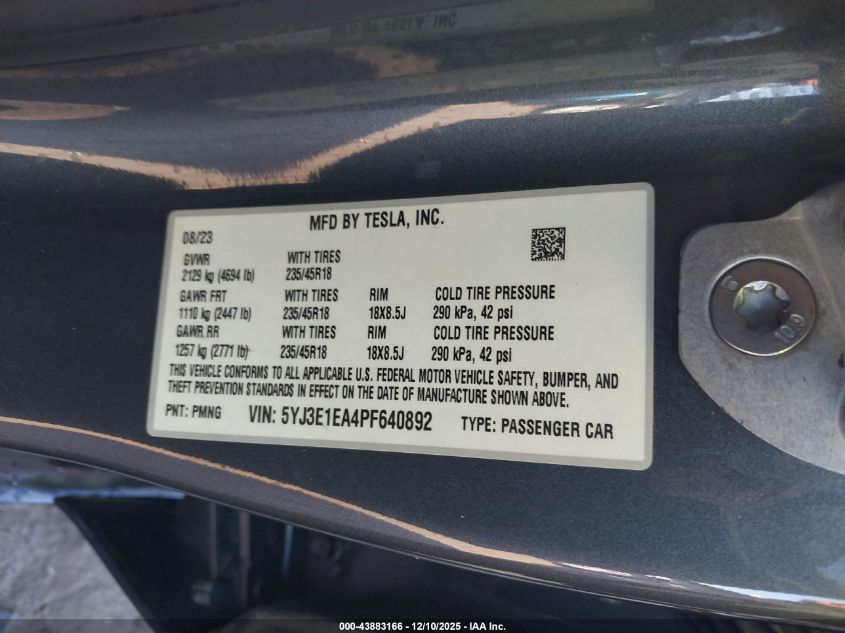 MFD BY TESLA, INC.
08/23
GVWR WITH TIRES
2129 kg (4694 lb) 235/45R18
GAWR FRT WITH TIRES RIM COLD TIRE PRESSURE
1110 kg (2447 lb) 235/45R18 18X8.5J 290 kPa, 42 psi
GAWR RR WITH TIRES RIM COLD TIRE PRESSURE
1257 kg (2771 lb) 235/45R18 18X8.5J 290 kPa, 42 psi
THIS VEHICLE CONFORMS TO ALL APPLICABLE U.S. FEDERAL MOTOR VEHICLE SAFETY, BUMPER, AND
THEFT PREVENTION STANDARDS IN EFFECT ON THE DATE OF MANUFACTURE SHOWN ABOVE.
PNT: PMNG VIN: 5YJ3E1EA4PF640892 TYPE: PASSENGER CAR
10.9
000-43883166 - 12/10/2025 - IAA Inc.